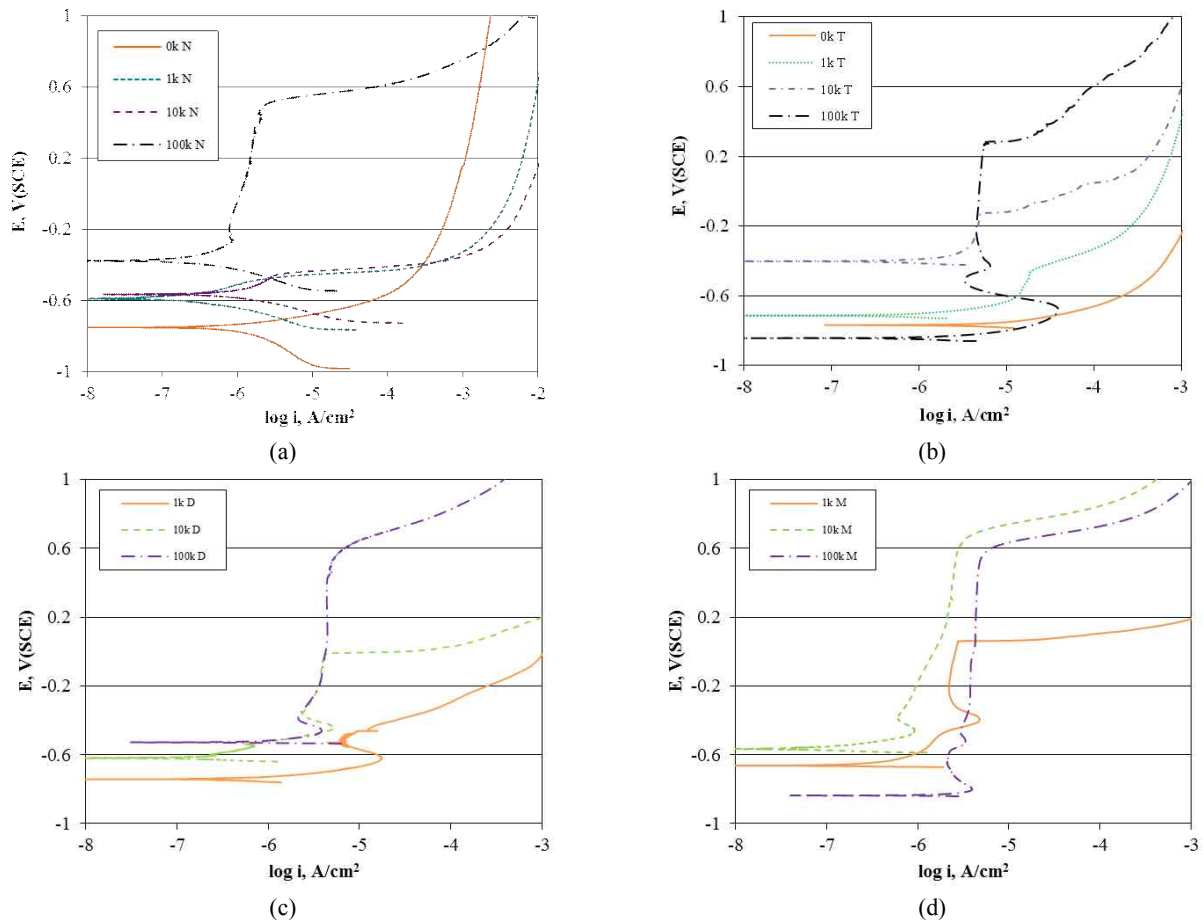 1
0.6
0.2
-0.2
-0.6
-1
E, V(SCE)
0k N
1k N
10k N
100k N
-8 -7 -6 -5 -4 -3 -2
log i, A/cm²
(a)
1
0.6
0.2
-0.2
-0.6
-1
E, V(SCE)
0k T
1k T
10k T
100k T
-8 -7 -6 -5 -4 -3
log i, A/cm²
(b)
1
0.6
0.2
-0.2
-0.6
-1
E, V(SCE)
1k D
10k D
100k D
-8 -7 -6 -5 -4 -3
log i, A/cm²
(c)
1
0.6
0.2
-0.2
-0.6
-1
E, V(SCE)
1k M
10k M
100k M
-8 -7 -6 -5 -4 -3
log i, A/cm²
(d)